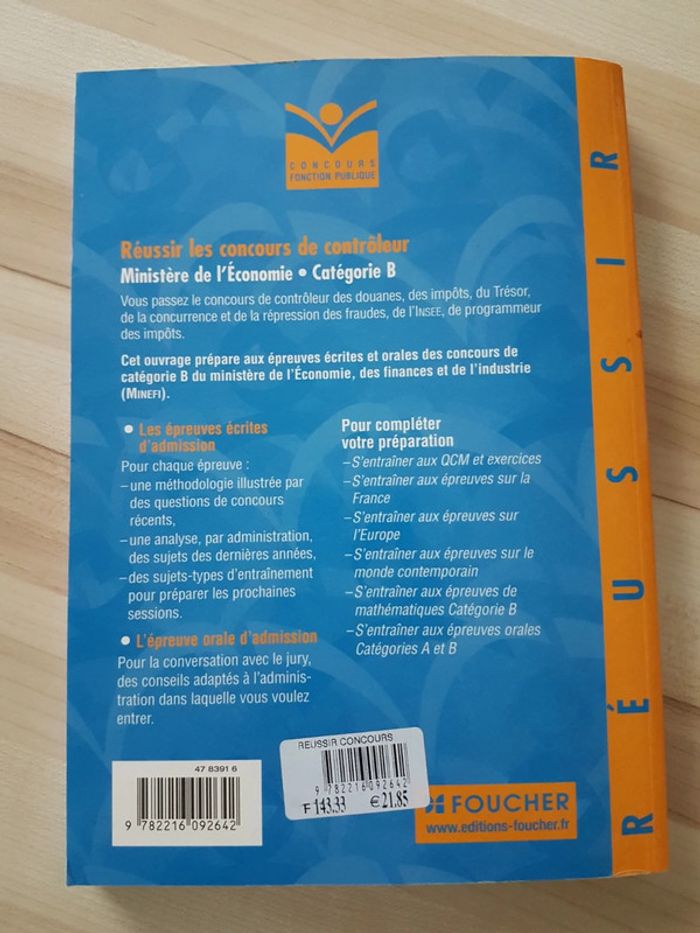 CONCOURS
FONCTION PUBLIQUE
Réussir les concours de contrôleur
Ministère de l'Économie • Catégorie B
Vous passez le concours de contrôleur des douanes, des impôts, du Trésor,
de la concurrence et de la répression des fraudes, de l'INSEE, de programmeur
des impôts.
Cet ouvrage prépare aux épreuves écrites et orales des concours de
catégorie B du ministère de l'Économie, des finances et de l'industrie
(MINEFI).
• Les épreuves écrites
d'admission
Pour chaque épreuve :
– une méthodologie illustrée par
des questions de concours
récents,
– une analyse, par administration,
des sujets des dernières années,
– des sujets-types d'entraînement
pour préparer les prochaines
sessions.
• L'épreuve orale d'admission
Pour la conversation avec le jury,
des conseils adaptés à l'adminis-
tration dans laquelle vous voulez
entrer.
Pour compléter
votre préparation
– S'entraîner aux QCM et exercices
– S'entraîner aux épreuves sur la
France
– S'entraîner aux épreuves sur
l'Europe
– S'entraîner aux épreuves sur le
monde contemporain
– S'entraîner aux épreuves de
mathématiques Catégorie B
– S'entraîner aux épreuves orales
Catégories A et B
47 8391 6
9 782216 092642
REUSSIR CONCOURS
9 782216 092642
F 143.33 €21.85
FOUCHER
www.editions-foucher.fr
RÉUSSIR